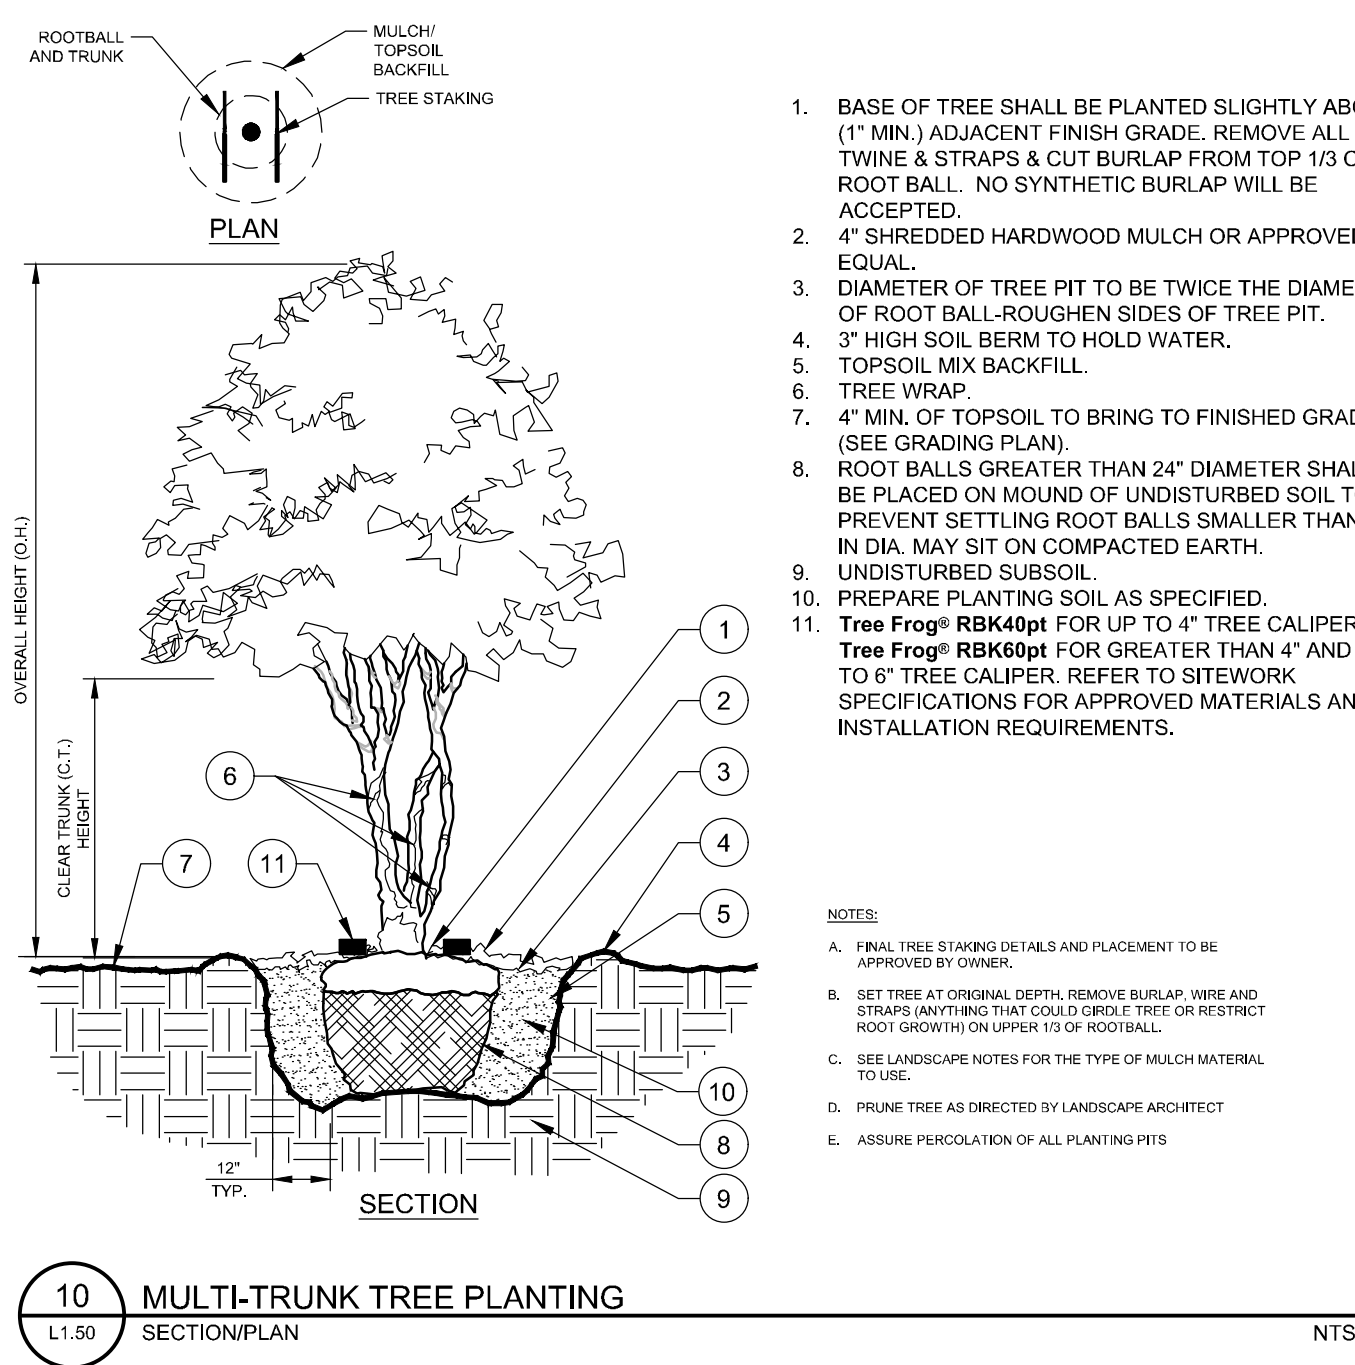 ROOTBALL
AND TRUNK
MULCH/
TOPSOIL
BACKFILL
TREE STAKING
PLAN
OVERALL HEIGHT (O.H.)
CLEAR TRUNK (C.T.)
HEIGHT
1
2
3
4
5
6
7
11
10
8
9
12"
TYP.
SECTION
1. BASE OF TREE SHALL BE PLANTED SLIGHTLY
(1" MIN.) ADJACENT FINISH GRADE. REMOVE ALL
TWINE & STRAPS & CUT BURLAP FROM TOP 1/3
ROOT BALL. NO SYNTHETIC BURLAP WILL BE
ACCEPTED.
2. 4" SHREDDED HARDWOOD MULCH OR
EQUAL.
3. DIAMETER OF TREE PIT TO BE TWICE THE
OF ROOT BALL-ROUGHEN SIDES OF TREE PIT.
4. 3" HIGH SOIL BERM TO HOLD WATER.
5. TOPSOIL MIX BACKFILL.
6. TREE WRAP.
7. 4" MIN. OF TOPSOIL TO BRING TO FINISHED
(SEE GRADING PLAN).
8. ROOT BALLS GREATER THAN 24" DIAMETER
BE PLACED ON MOUND OF UNDISTURBED SOIL
PREVENT SETTLING ROOT BALLS SMALLER THAN
IN DIA. MAY SIT ON COMPACTED EARTH.
9. UNDISTURBED SUBSOIL.
10. PREPARE PLANTING SOIL AS SPECIFIED.
11. Tree Frog® RBK40pt FOR UP TO 4" TREE CALIPER
Tree Frog® RBK60pt FOR GREATER THAN 4" AND
TO 6" TREE CALIPER. REFER TO SITEWORK
SPECIFICATIONS FOR APPROVED MATERIALS
INSTALLATION REQUIREMENTS.
NOTES:
A. FINAL TREE STAKING DETAILS AND PLACEMENT TO BE
APPROVED BY OWNER.
B. SET TREE AT ORIGINAL DEPTH. REMOVE BURLAP, WIRE AND
STRAPS (ANYTHING THAT COULD GIRDLE TREE OR RESTRICT
ROOT GROWTH) ON UPPER 1/3 OF ROOTBALL.
C. SEE LANDSCAPE NOTES FOR THE TYPE OF MULCH MATERIAL
TO USE.
D. PRUNE TREE AS DIRECTED BY LANDSCAPE ARCHITECT
E. ASSURE PERCOLATION OF ALL PLANTING PITS
10
L1.50
MULTI-TRUNK TREE PLANTING
SECTION/PLAN
NTS